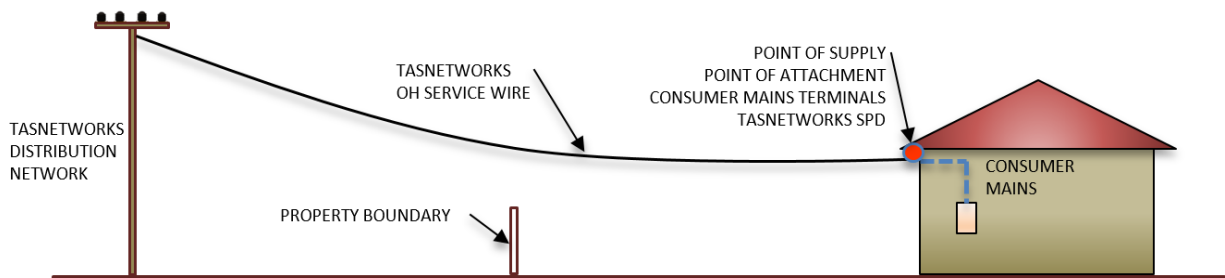 TASNETWORKS
DISTRIBUTION
NETWORK
TASNETWORKS
OH SERVICE WIRE
PROPERTY BOUNDARY
POINT OF SUPPLY
POINT OF ATTACHMENT
CONSUMER MAINS TERMINALS
TASNETWORKS SPD
CONSUMER
MAINS